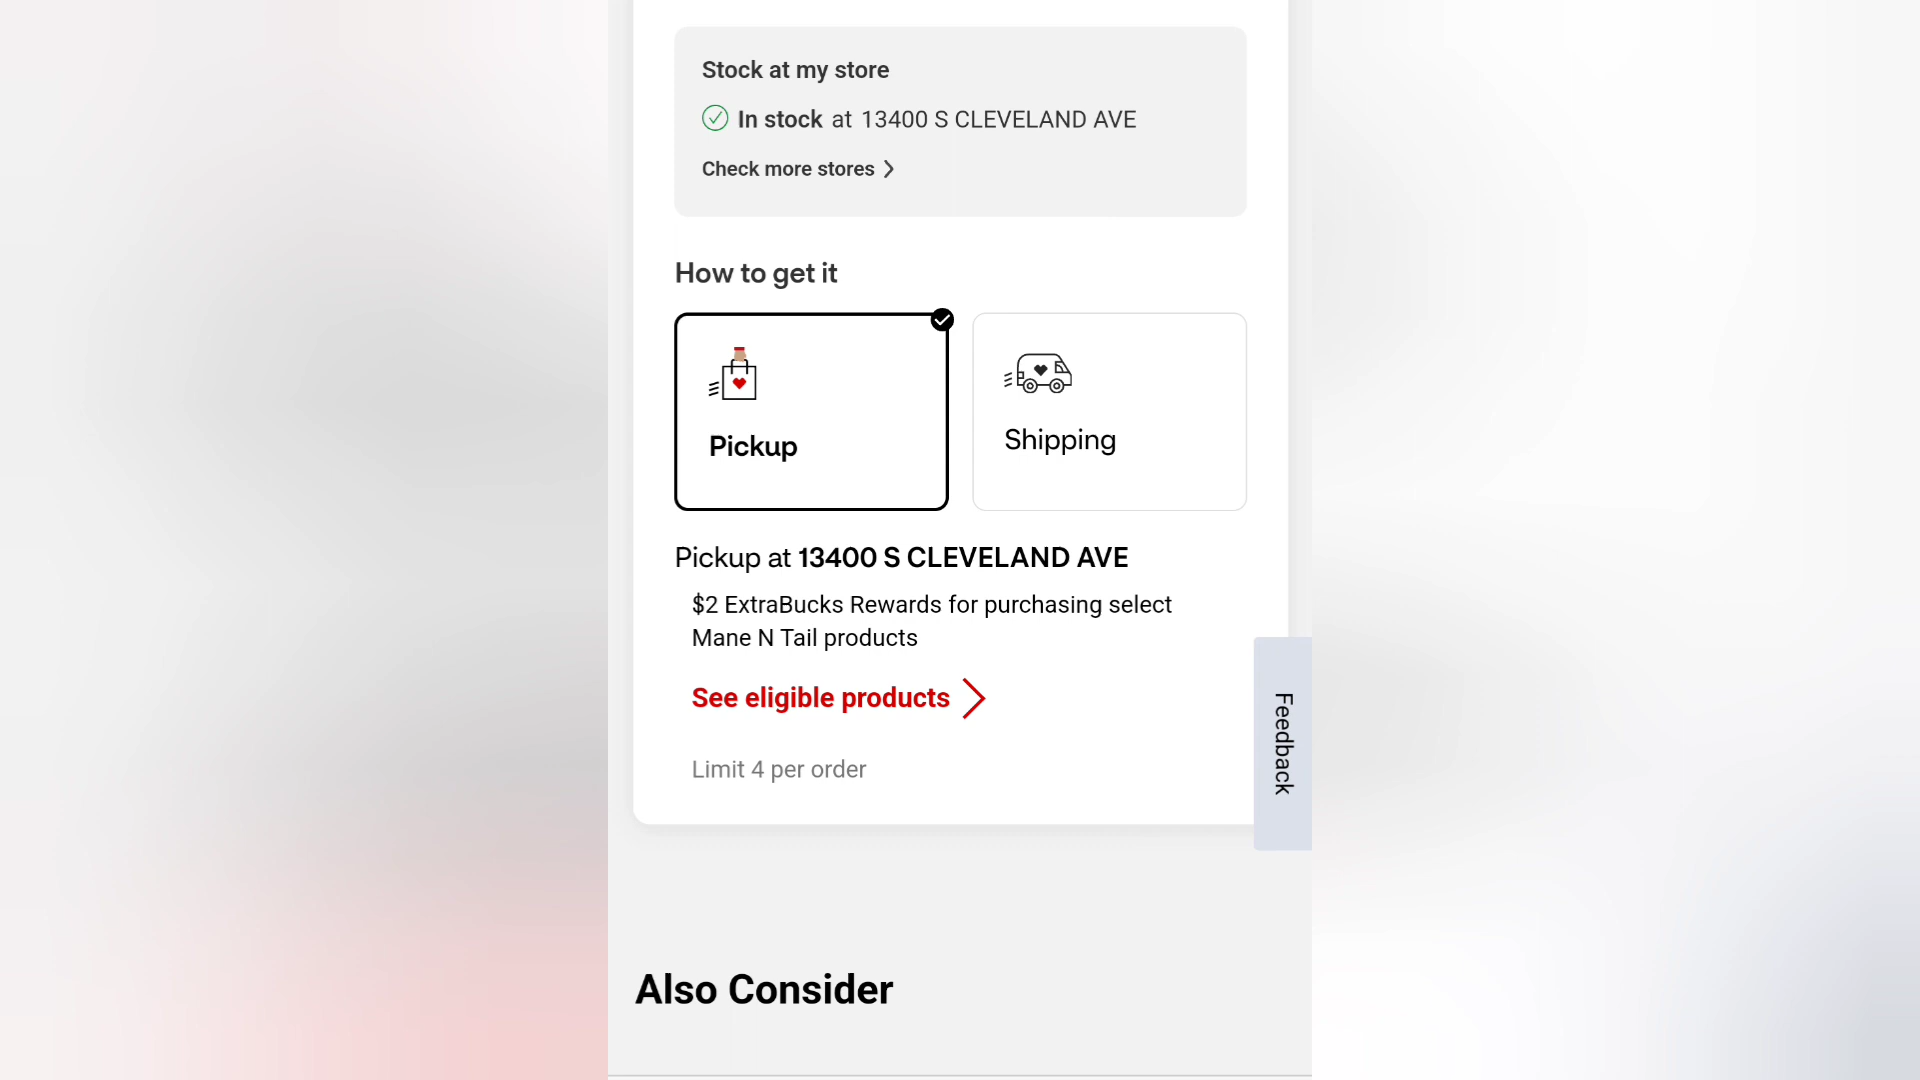 Stock at my store
In stock at 13400 S CLEVELAND AVE
Check more stores
How to get it
Pickup
Shipping
Pickup at 13400 S CLEVELAND AVE
$2 ExtraBucks Rewards for purchasing select
Mane N Tail products
See eligible products
Limit 4 per order
Feedback
Also Consider